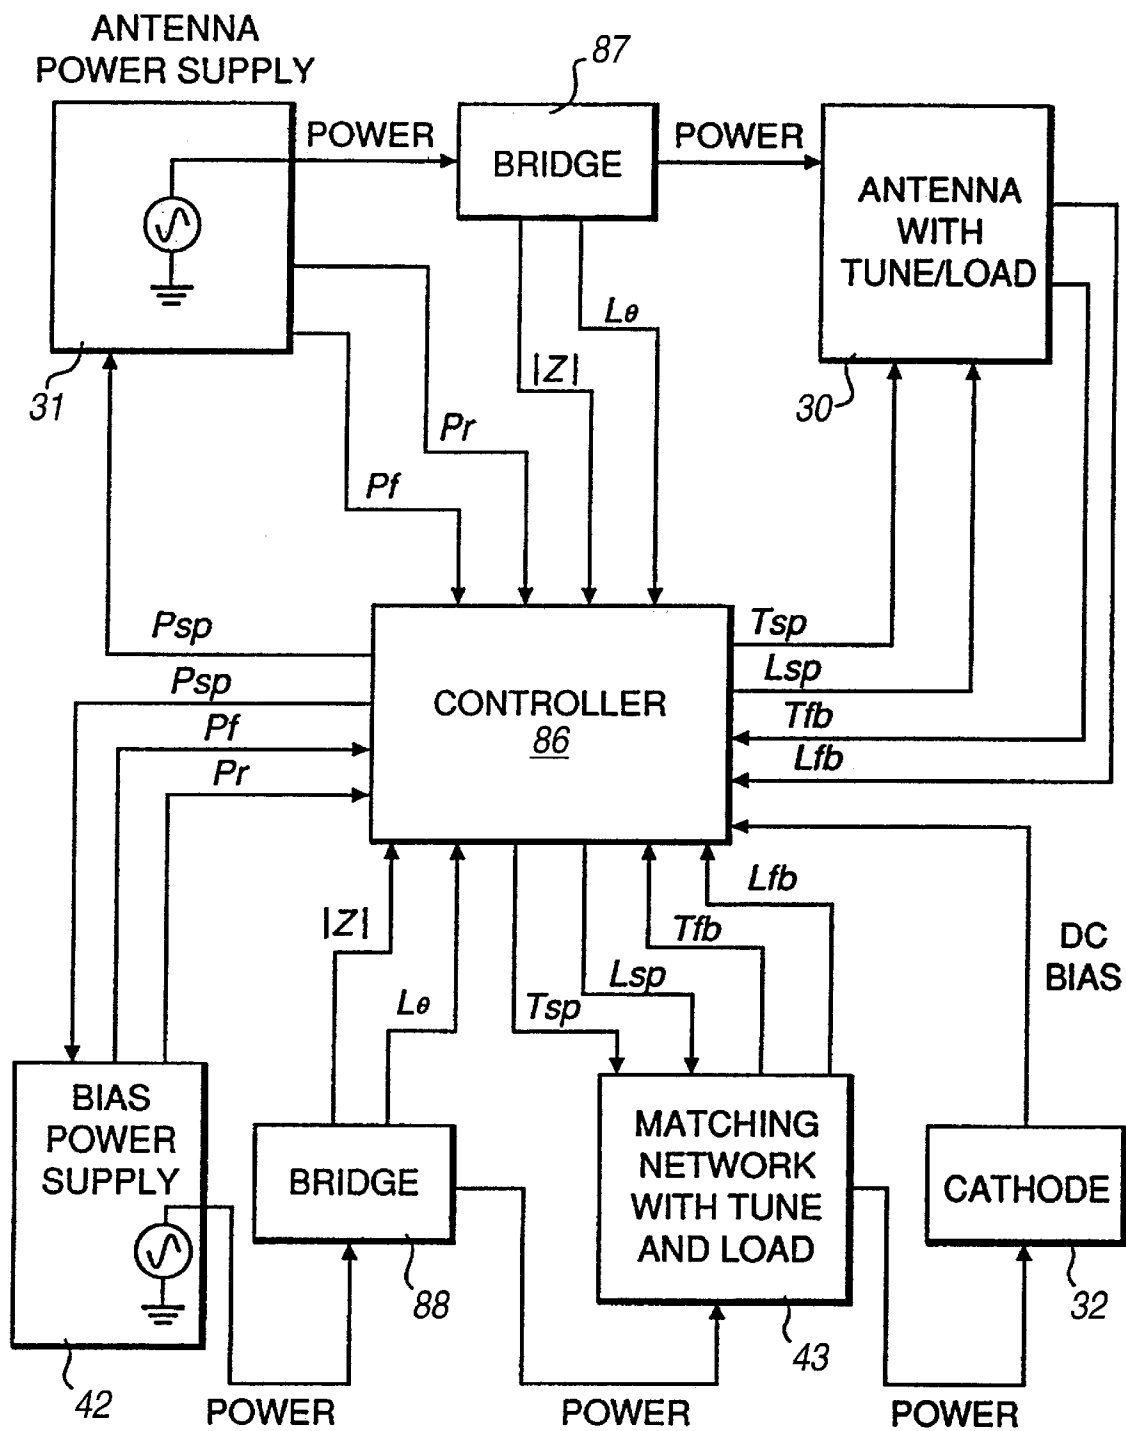 ANTENNA
POWER SUPPLY
87
POWER
BRIDGE
POWER
ANTENNA
WITH
TUNE/LOAD
31
30
Lθ
|Z|
Pr
Pf
Psp
Psp
Pf
Pr
CONTROLLER
86
Tsp
Lsp
Tfb
Lfb
|Z|
Lθ
Tsp
Lsp
Tfb
Lfb
DC
BIAS
BIAS
POWER
SUPPLY
42
BRIDGE
88
MATCHING
NETWORK
WITH TUNE
AND LOAD
43
CATHODE
32
POWER
POWER
POWER